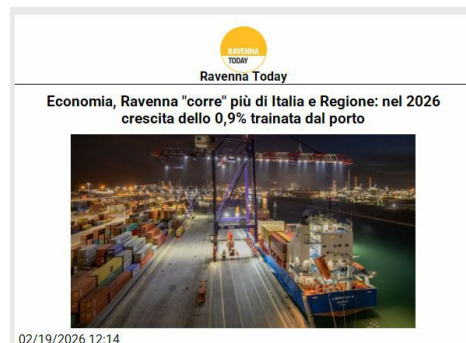 RAVENNA
TODAY
Ravenna Today
Economia, Ravenna "corre" più di Italia e Regione: nel 2026
crescita dello 0,9% trainata dal porto
02/19/2026 12:14